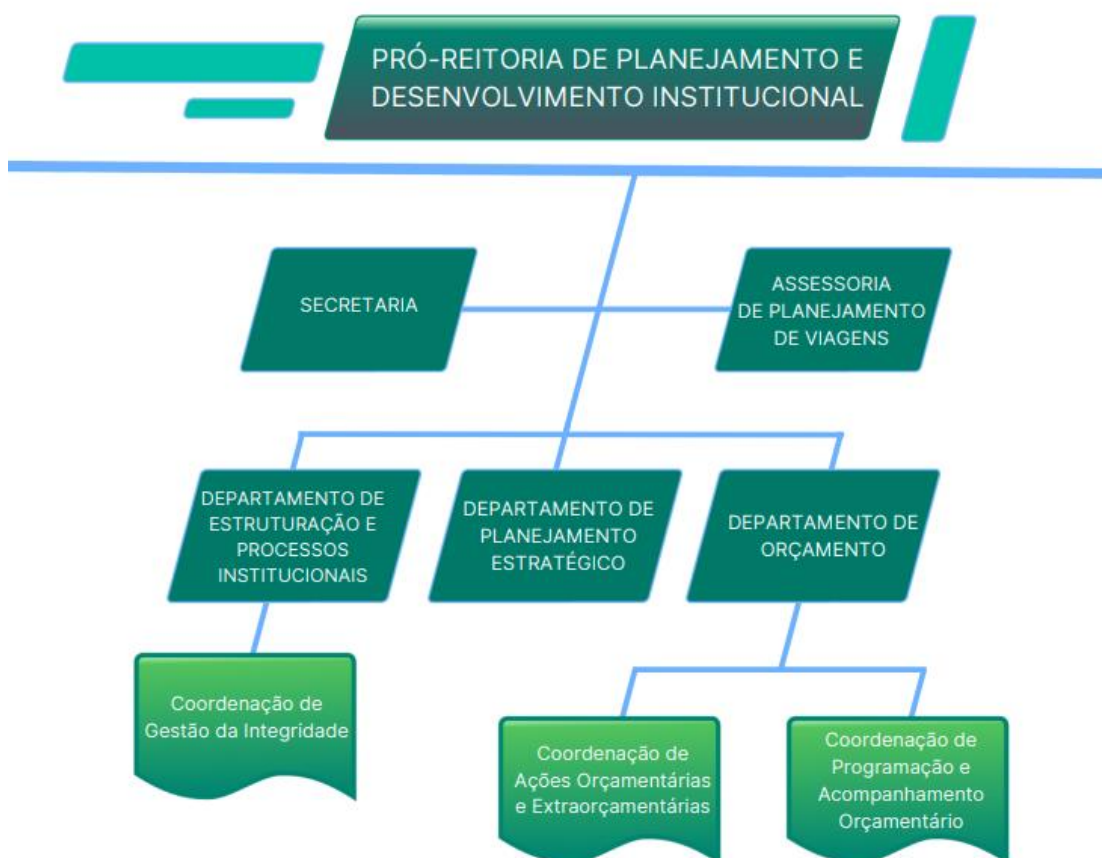 PRÓ-REITORIA DE PLANEJAMENTO E
DESENVOLVIMENTO INSTITUCIONAL
SECRETARIA
ASSESSORIA
DE PLANEJAMENTO
DE VIAGENS
DEPARTAMENTO DE
ESTRUTURAÇÃO E
PROCESSOS
INSTITUCIONAIS
DEPARTAMENTO DE
PLANEJAMENTO
ESTRATÉGICO
DEPARTAMENTO DE
ORÇAMENTO
Coordenação de
Gestão da Integridade
Coordenação de
Ações Orçamentárias
e Extraorçamentárias
Coordenação de
Programação e
Acompanhamento
Orçamentário